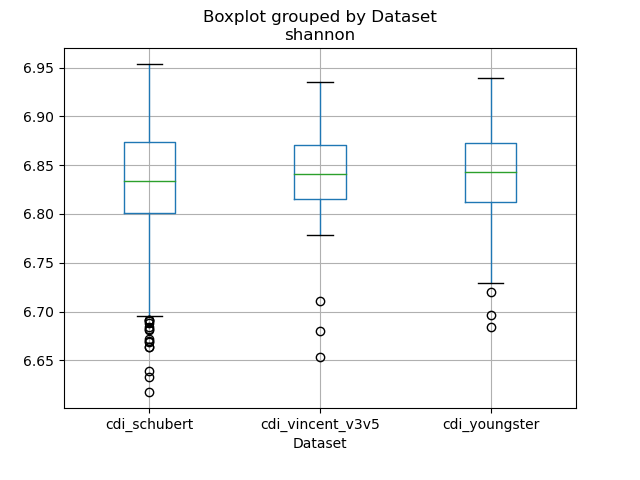 Boxplot grouped by Dataset
shannon
6.95
6.90
6.85
6.80
6.75
6.70
6.65
cdi_schubert cdi_vincent_v3v5 cdi_youngster
Dataset